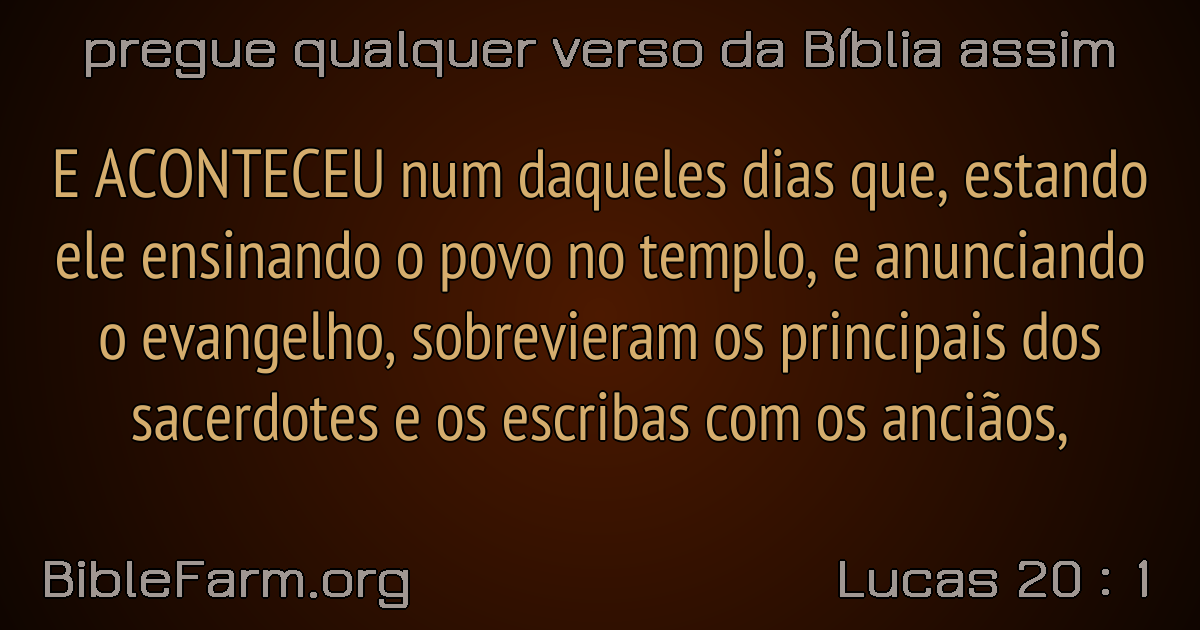 pregue qualquer verso da Bíblia assim
E ACONTECEU num daqueles dias que, estando
ele ensinando o povo no templo, e anunciando
o evangelho, sobrevieram os principais dos
sacerdotes e os escribas com os anciãos,
BibleFarm.org
Lucas 20 : 1